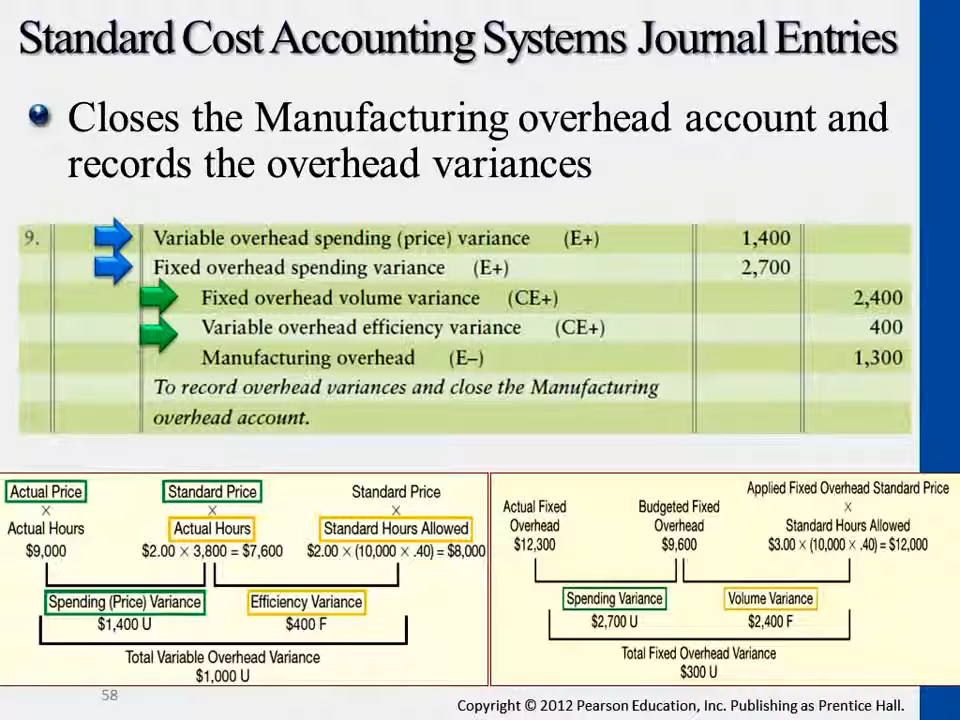 Standard Cost Accounting Systems Journal Entries
Closes the Manufacturing overhead account and
records the overhead variances
9. Variable overhead spending (price) variance (E+) 1,400
Fixed overhead spending variance (E+) 2,700
Fixed overhead volume variance (CE+) 2,400
Variable overhead efficiency variance (CE+) 400
Manufacturing overhead (E–) 1,300
To record overhead variances and close the Manufacturing
overhead account.
Actual Price Standard Price Standard Price
× × ×
Actual Hours Actual Hours Standard Hours Allowed
$9,000 $2.00 × 3,800 = $7,600 $2.00 × (10,000 × .40) = $8,000
Spending (Price) Variance Efficiency Variance
$1,400 U $400 F
Total Variable Overhead Variance
$1,000 U
Applied Fixed Overhead Standard Price
Actual Fixed Budgeted Fixed ×
Overhead Overhead Standard Hours Allowed
$12,300 $9,600 $3.00 × (10,000 × .40) = $12,000
Spending Variance Volume Variance
$2,700 U $2,400 F
Total Fixed Overhead Variance
$300 U
58
Copyright © 2012 Pearson Education, Inc. Publishing as Prentice Hall.